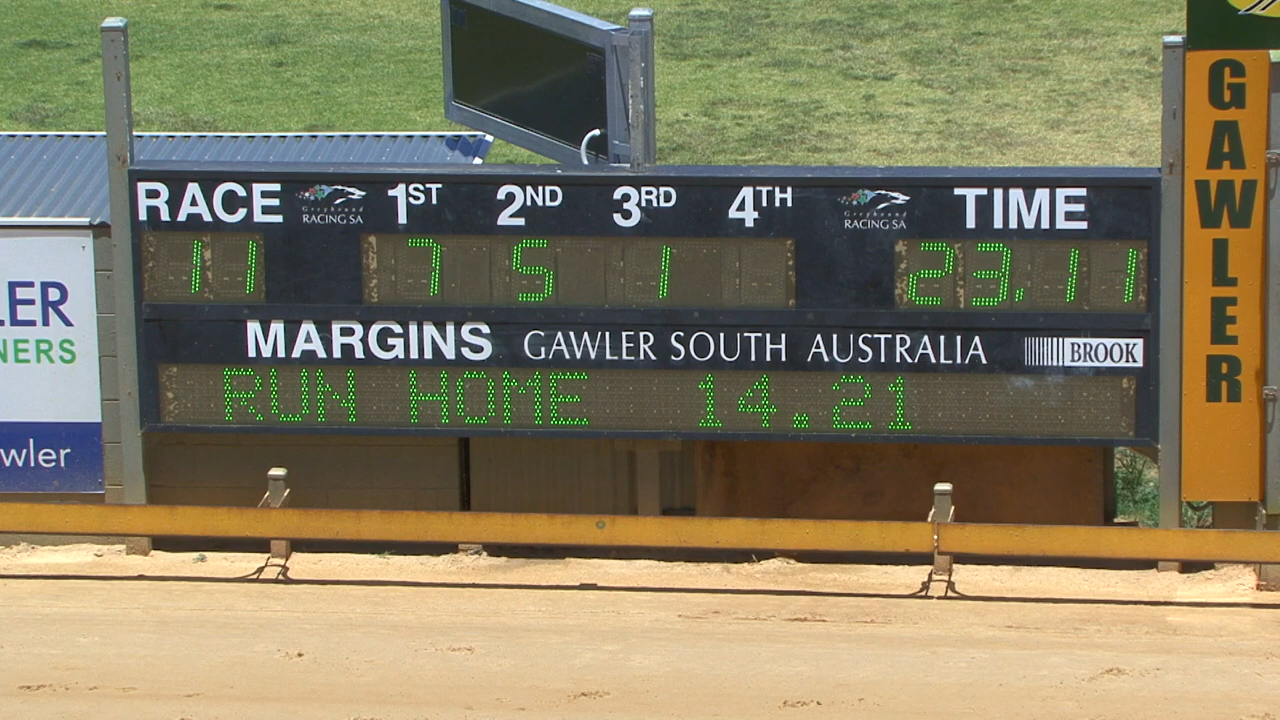 RACE Greyhound RACING SA 1ST 2ND 3RD 4TH Greyhound RACING SA TIME
11 7 5 1 23.11
MARGINS GAWLER SOUTH AUSTRALIA BROOK
RUN HOME 14.21
GAWLER
LER
NERS
wler